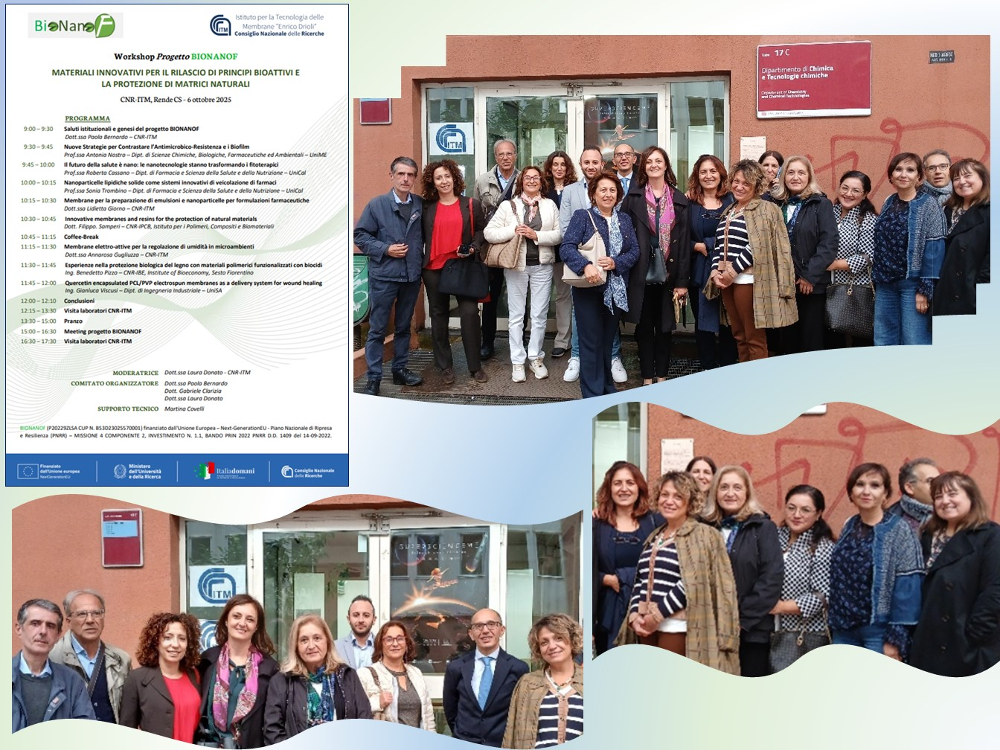 BioNanoF
Istituto per la Tecnologia delle
Membrane "Enrico Drioli"
Consiglio Nazionale delle Ricerche
ITM
Workshop Progetto BIONANOF
MATERIALI INNOVATIVI PER IL RILASCIO DI PRINCIPI BIOATTIVI E
LA PROTEZIONE DI MATRICI NATURALI
CNR-ITM, Rende CS - 6 ottobre 2025
PROGRAMMA
9:00 – 9:30 Saluti istituzionali e genesi del progetto BIONANOF
Dott.ssa Paola Bernardo – CNR-ITM
9:30 – 9:45 Nuove Strategie per Contrastare l'Antimicrobico-Resistenza e i Biofilm
Prof.ssa Antonia Nostro – Dipt. di Scienze Chimiche, Biologiche, Farmaceutiche ed Ambientali – UniME
9:45 – 10:00 Il futuro della salute è nano: le nanotecnologie stanno trasformando i fitoterapici
Prof.ssa Roberta Cassano – Dipt. di Farmacia e Scienza della Salute e della Nutrizione – UniCal
10:00 – 10:15 Nanoparticelle lipidiche solide come sistemi innovativi di veicolazione di farmaci
Prof.ssa Sonia Trombino – Dipt. di Farmacia e Scienza della Salute e della Nutrizione – UniCal
10:15 – 10:30 Membrane per la preparazione di emulsioni e nanoparticelle per formulazioni farmaceutiche
Dott.ssa Lidietta Giorno – CNR-ITM
10:30 – 10:45 Innovative membranes and resins for the protection of natural materials
Dott. Filippo. Samperi – CNR-IPCB, Istituto per i Polimeri, Compositi e Biomateriali
10:45 – 11:15 Coffee-Break
11:15 – 11:30 Membrane elettro-attive per la regolazione di umidità in microambienti
Dott.ssa Annarosa Gugliuzza – CNR-ITM
11:30 – 11:45 Esperienze nella protezione biologica del legno con materiali polimerici funzionalizzati con biocidi
Ing. Benedetto Pizzo – CNR-IBE, Institute of Bioeconomy, Sesto Fiorentino
11:45 – 12:00 Quercetin encapsulated PCL/PVP electrospun membranes as a delivery system for wound healing
Ing. Gianluca Viscusi – Dipt. di Ingegneria Industriale – UniSA
12:00 – 12:10 Conclusioni
12:15 – 13:30 Visita laboratori CNR-ITM
13:30 – 15:00 Pranzo
15:00 – 16:30 Meeting progetto BIONANOF
16:30 – 17:30 Visita laboratori CNR-ITM
MODERATRICE Dott.ssa Laura Donato - CNR-ITM
COMITATO ORGANIZZATORE Dott.ssa Paola Bernardo
Dott. Gabriele Clarizia
Dott.ssa Laura Donato
SUPPORTO TECNICO Martina Covelli
BIONANOF (P20229ZLSA CUP N. B53D23025570001) finanziato dall'Unione Europea – Next-GenerationEU - Piano Nazionale di Ripresa
e Resilienza (PNRR) – MISSIONE 4 COMPONENTE 2, INVESTIMENTO N. 1.1, BANDO PRIN 2022 PNRR D.D. 1409 del 14-09-2022.
Finanziato
dall'Unione europea
NextGenerationEU
Ministero
dell'Università
e della Ricerca
Italiadomani
Consiglio Nazionale
delle Ricerche
Cubo 17 C
Dipartimento di Chimica
e Tecnologie chimiche
Department of Chemistry
and Chemical Technologies
ITM
SUPERSCIENCEME
ITM
SUPERSCIENCEME